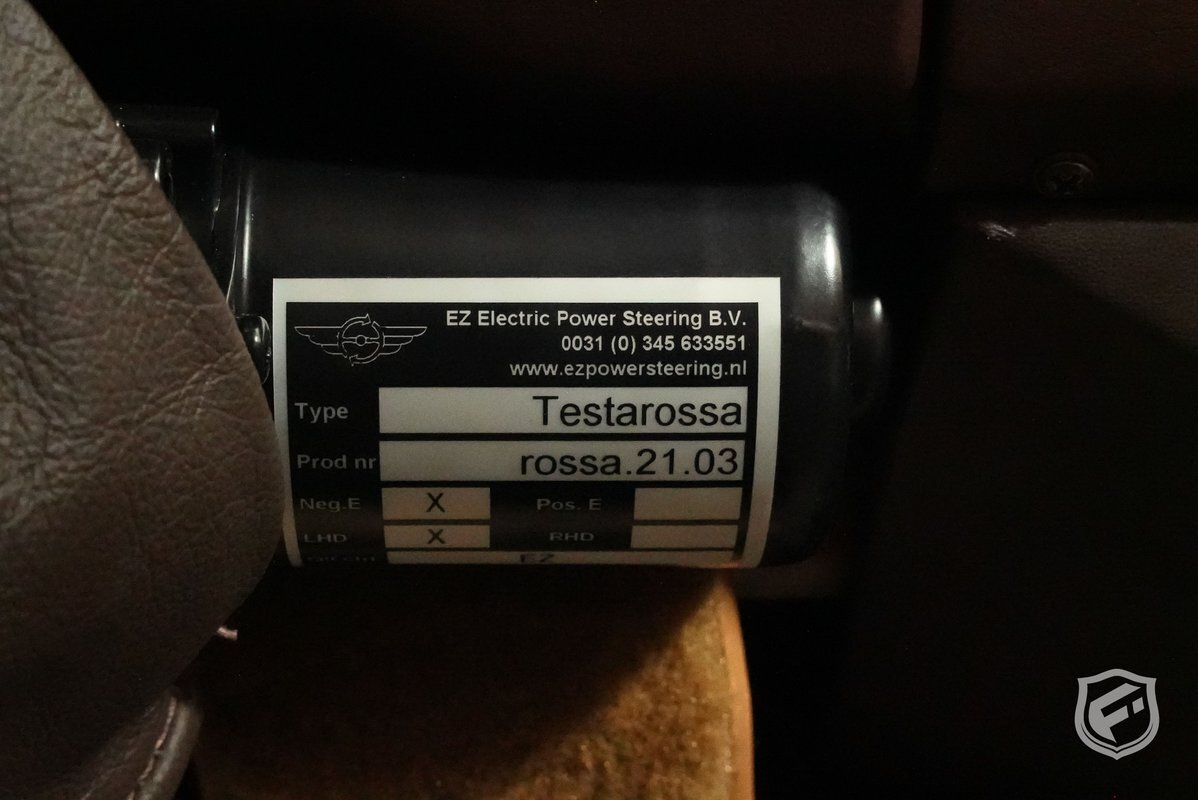 EZ Electric Power Steering B.V.
0031 (0) 345 633551
www.ezpowersteering.nl
Type Testarossa
Prod nr rossa.21.03
Neg.E X Pos. E
LHD X RHD
EZ